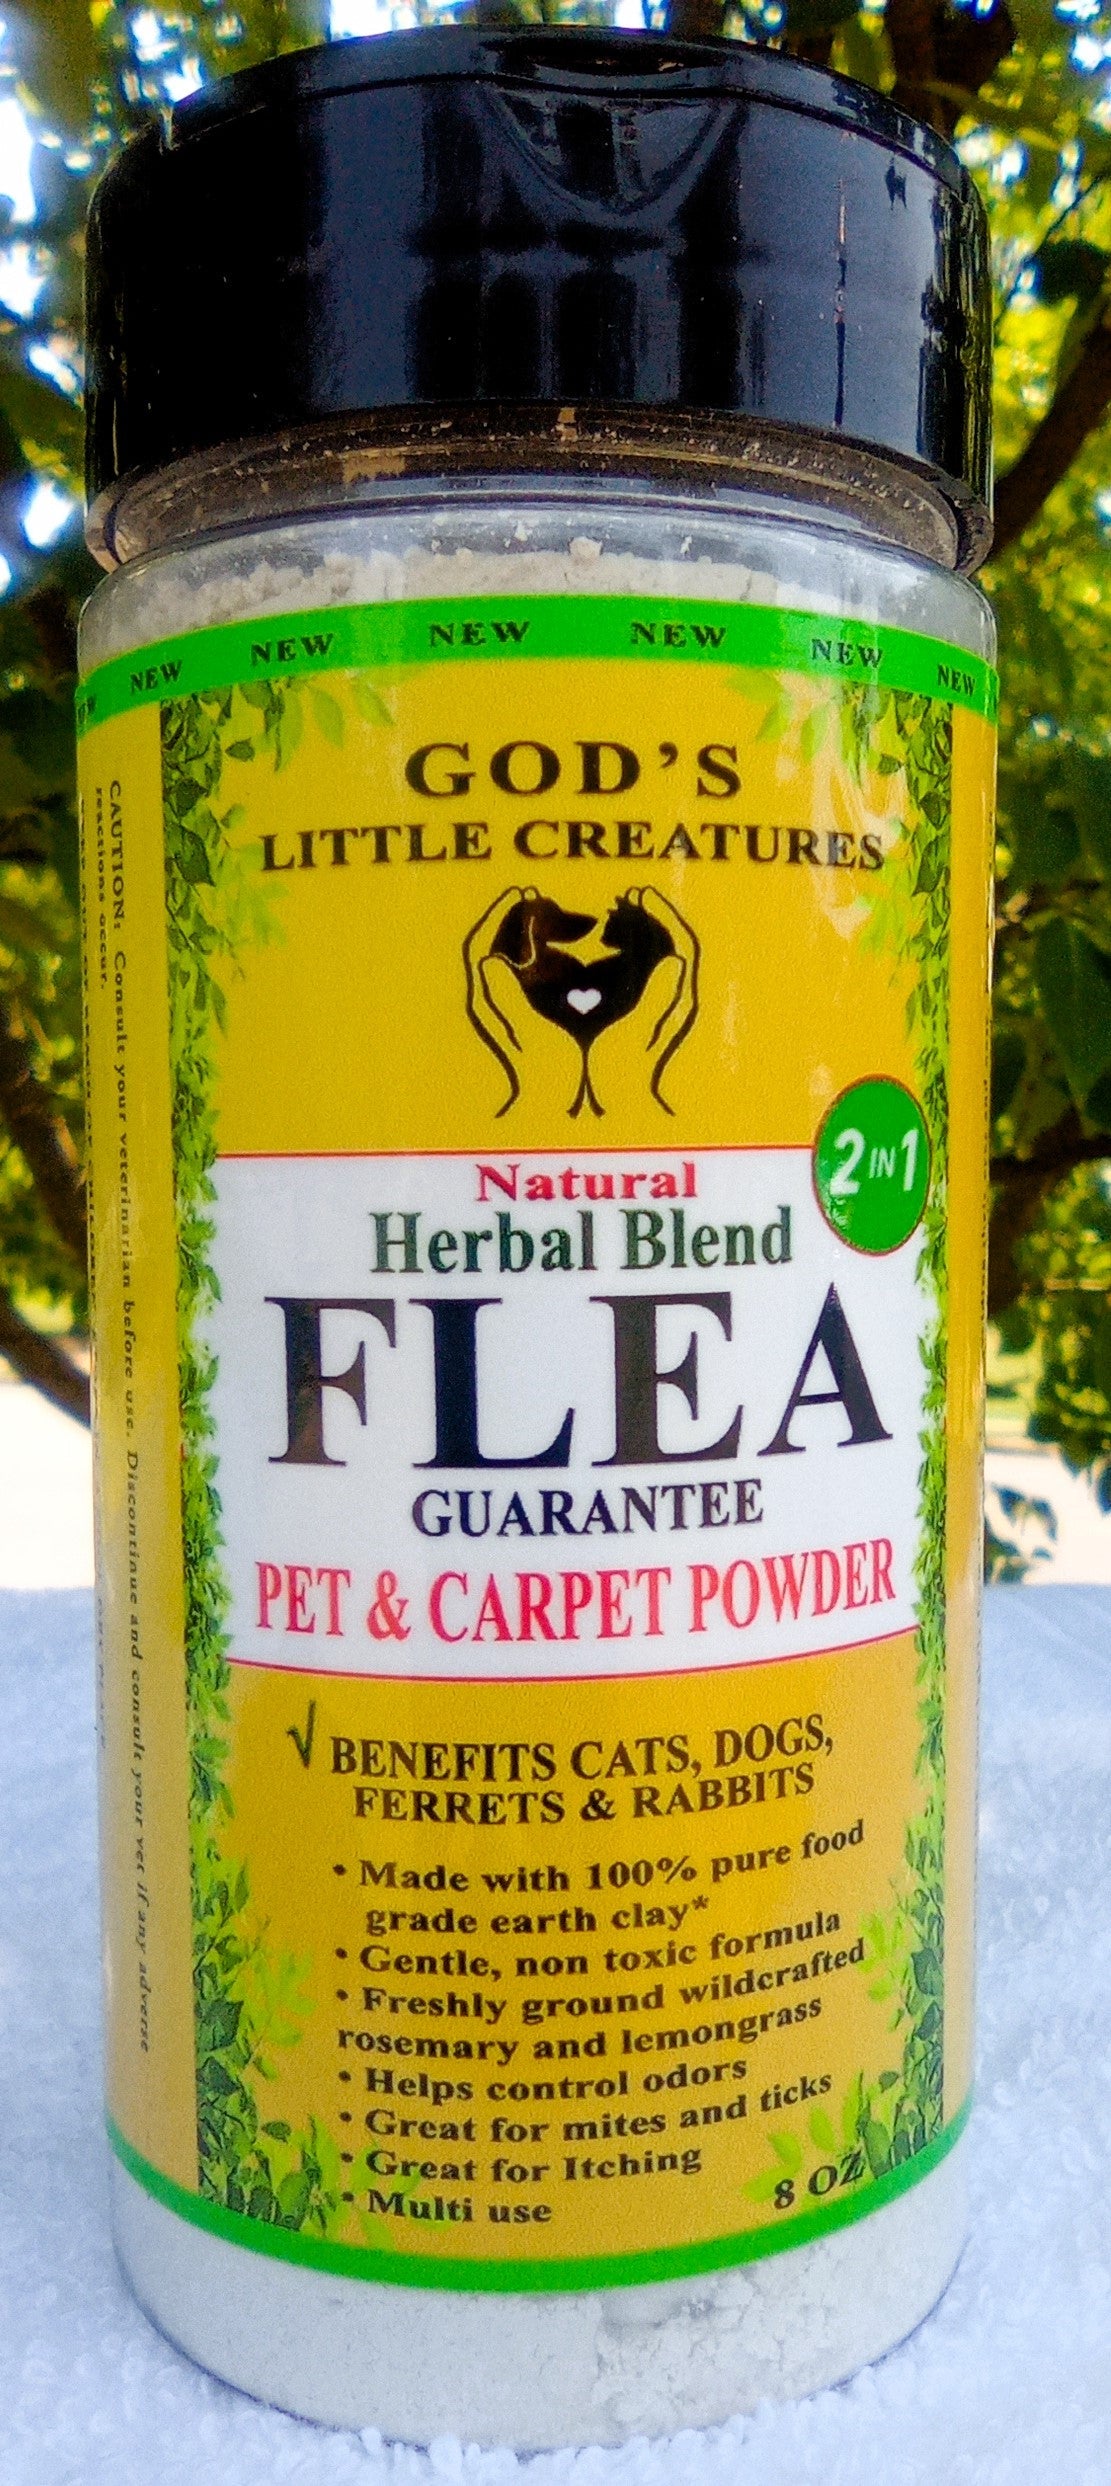 NEW NEW NEW NEW NEW NEW
GOD'S
LITTLE CREATURES
2 IN 1
Natural
Herbal Blend
FLEA
GUARANTEE
PET & CARPET POWDER
√ BENEFITS CATS, DOGS,
FERRETS & RABBITS
• Made with 100% pure food
grade earth clay*
• Gentle, non toxic formula
• Freshly ground wildcrafted
rosemary and lemongrass
• Helps control odors
• Great for mites and ticks
• Great for Itching
• Multi use
8 OZ
CAUTION: Consult your veterinarian before use. Discontinue and consult your vet if any adverse
reactions occur.